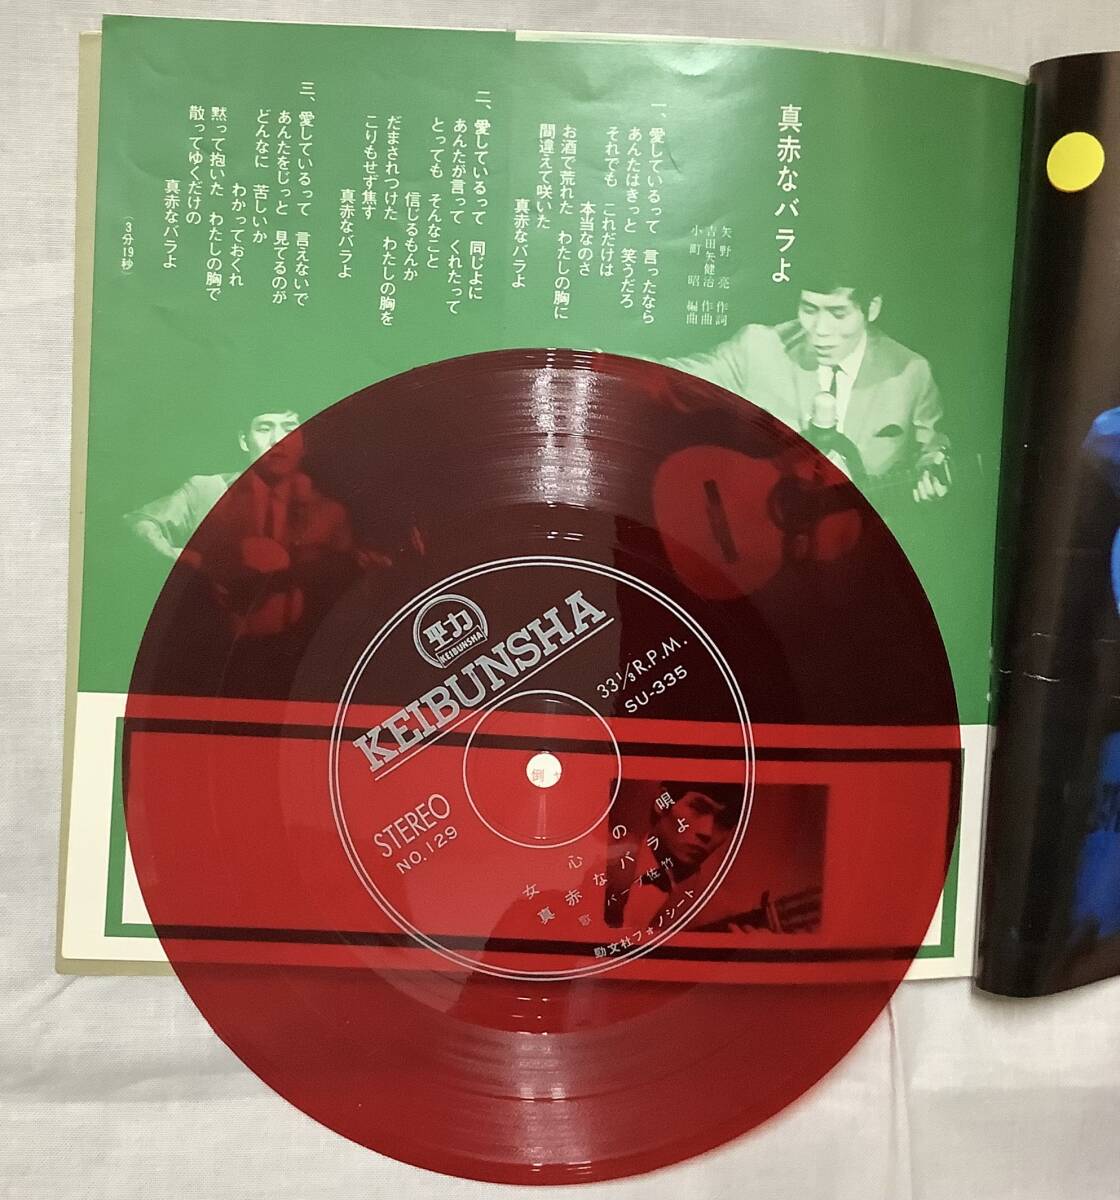 真赤なバラよ
矢野亮 作詞
吉田矢健治 作曲
小町昭 編曲
一、愛しているって 言ったなら
あんたはきっと 笑うだろ
それでも これだけは
本当なのさ
お酒で荒れた わたしの胸に
間違えて咲いた
真赤なバラよ
二、愛しているって 同じよに
あんたが言って くれたって
とっても そんなこと
信じるもんか
だまされつけた わたしの胸を
こりもせず焦す
真赤なバラよ
三、愛しているって 言えないで
あんたをじっと 見てるのが
どんなに 苦しいか
わかっておくれ
黙って抱いた わたしの胸で
散ってゆくだけの
真赤なバラよ
(3分19秒)
KEIBUNSHA
KEIBUNSHA
33 1/3 R.P.M.
SU-335
STEREO
NO.129
女心の唄
真赤なバラよ
歌 バーブ佐竹
勁文社フォノシート